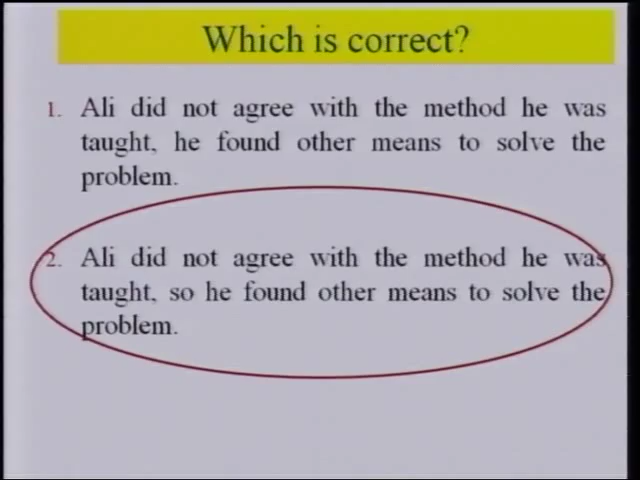 Which is correct?
1. Ali did not agree with the method he was
taught, he found other means to solve the
problem.
2. Ali did not agree with the method he was
taught, so he found other means to solve the
problem.